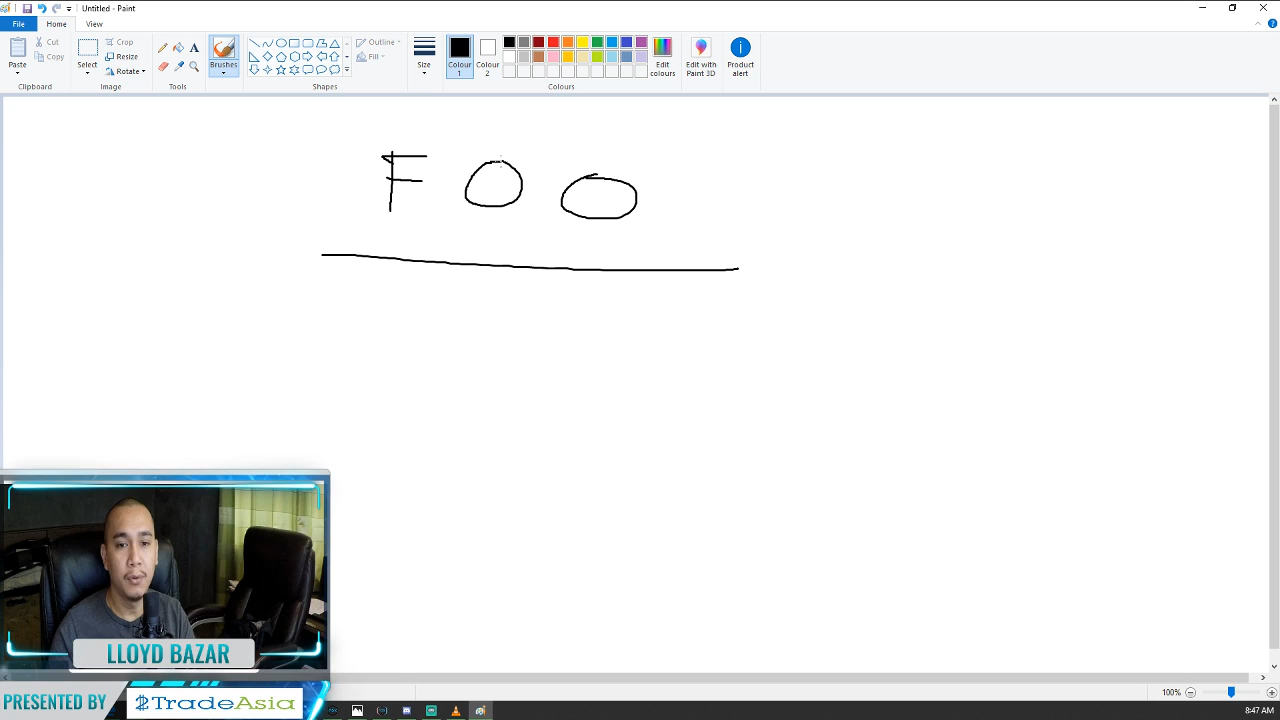 Untitled - Paint
File Home View
Paste Cut Copy Select Crop Resize Rotate Brushes Outline Fill Size Colour 1 Colour 2 Edit colours Edit with Paint 3D Product alert
Clipboard Image Tools Shapes Colours
FOO
LLOYD BAZAR
PRESENTED BY TradeAsia
100%
8:47 AM